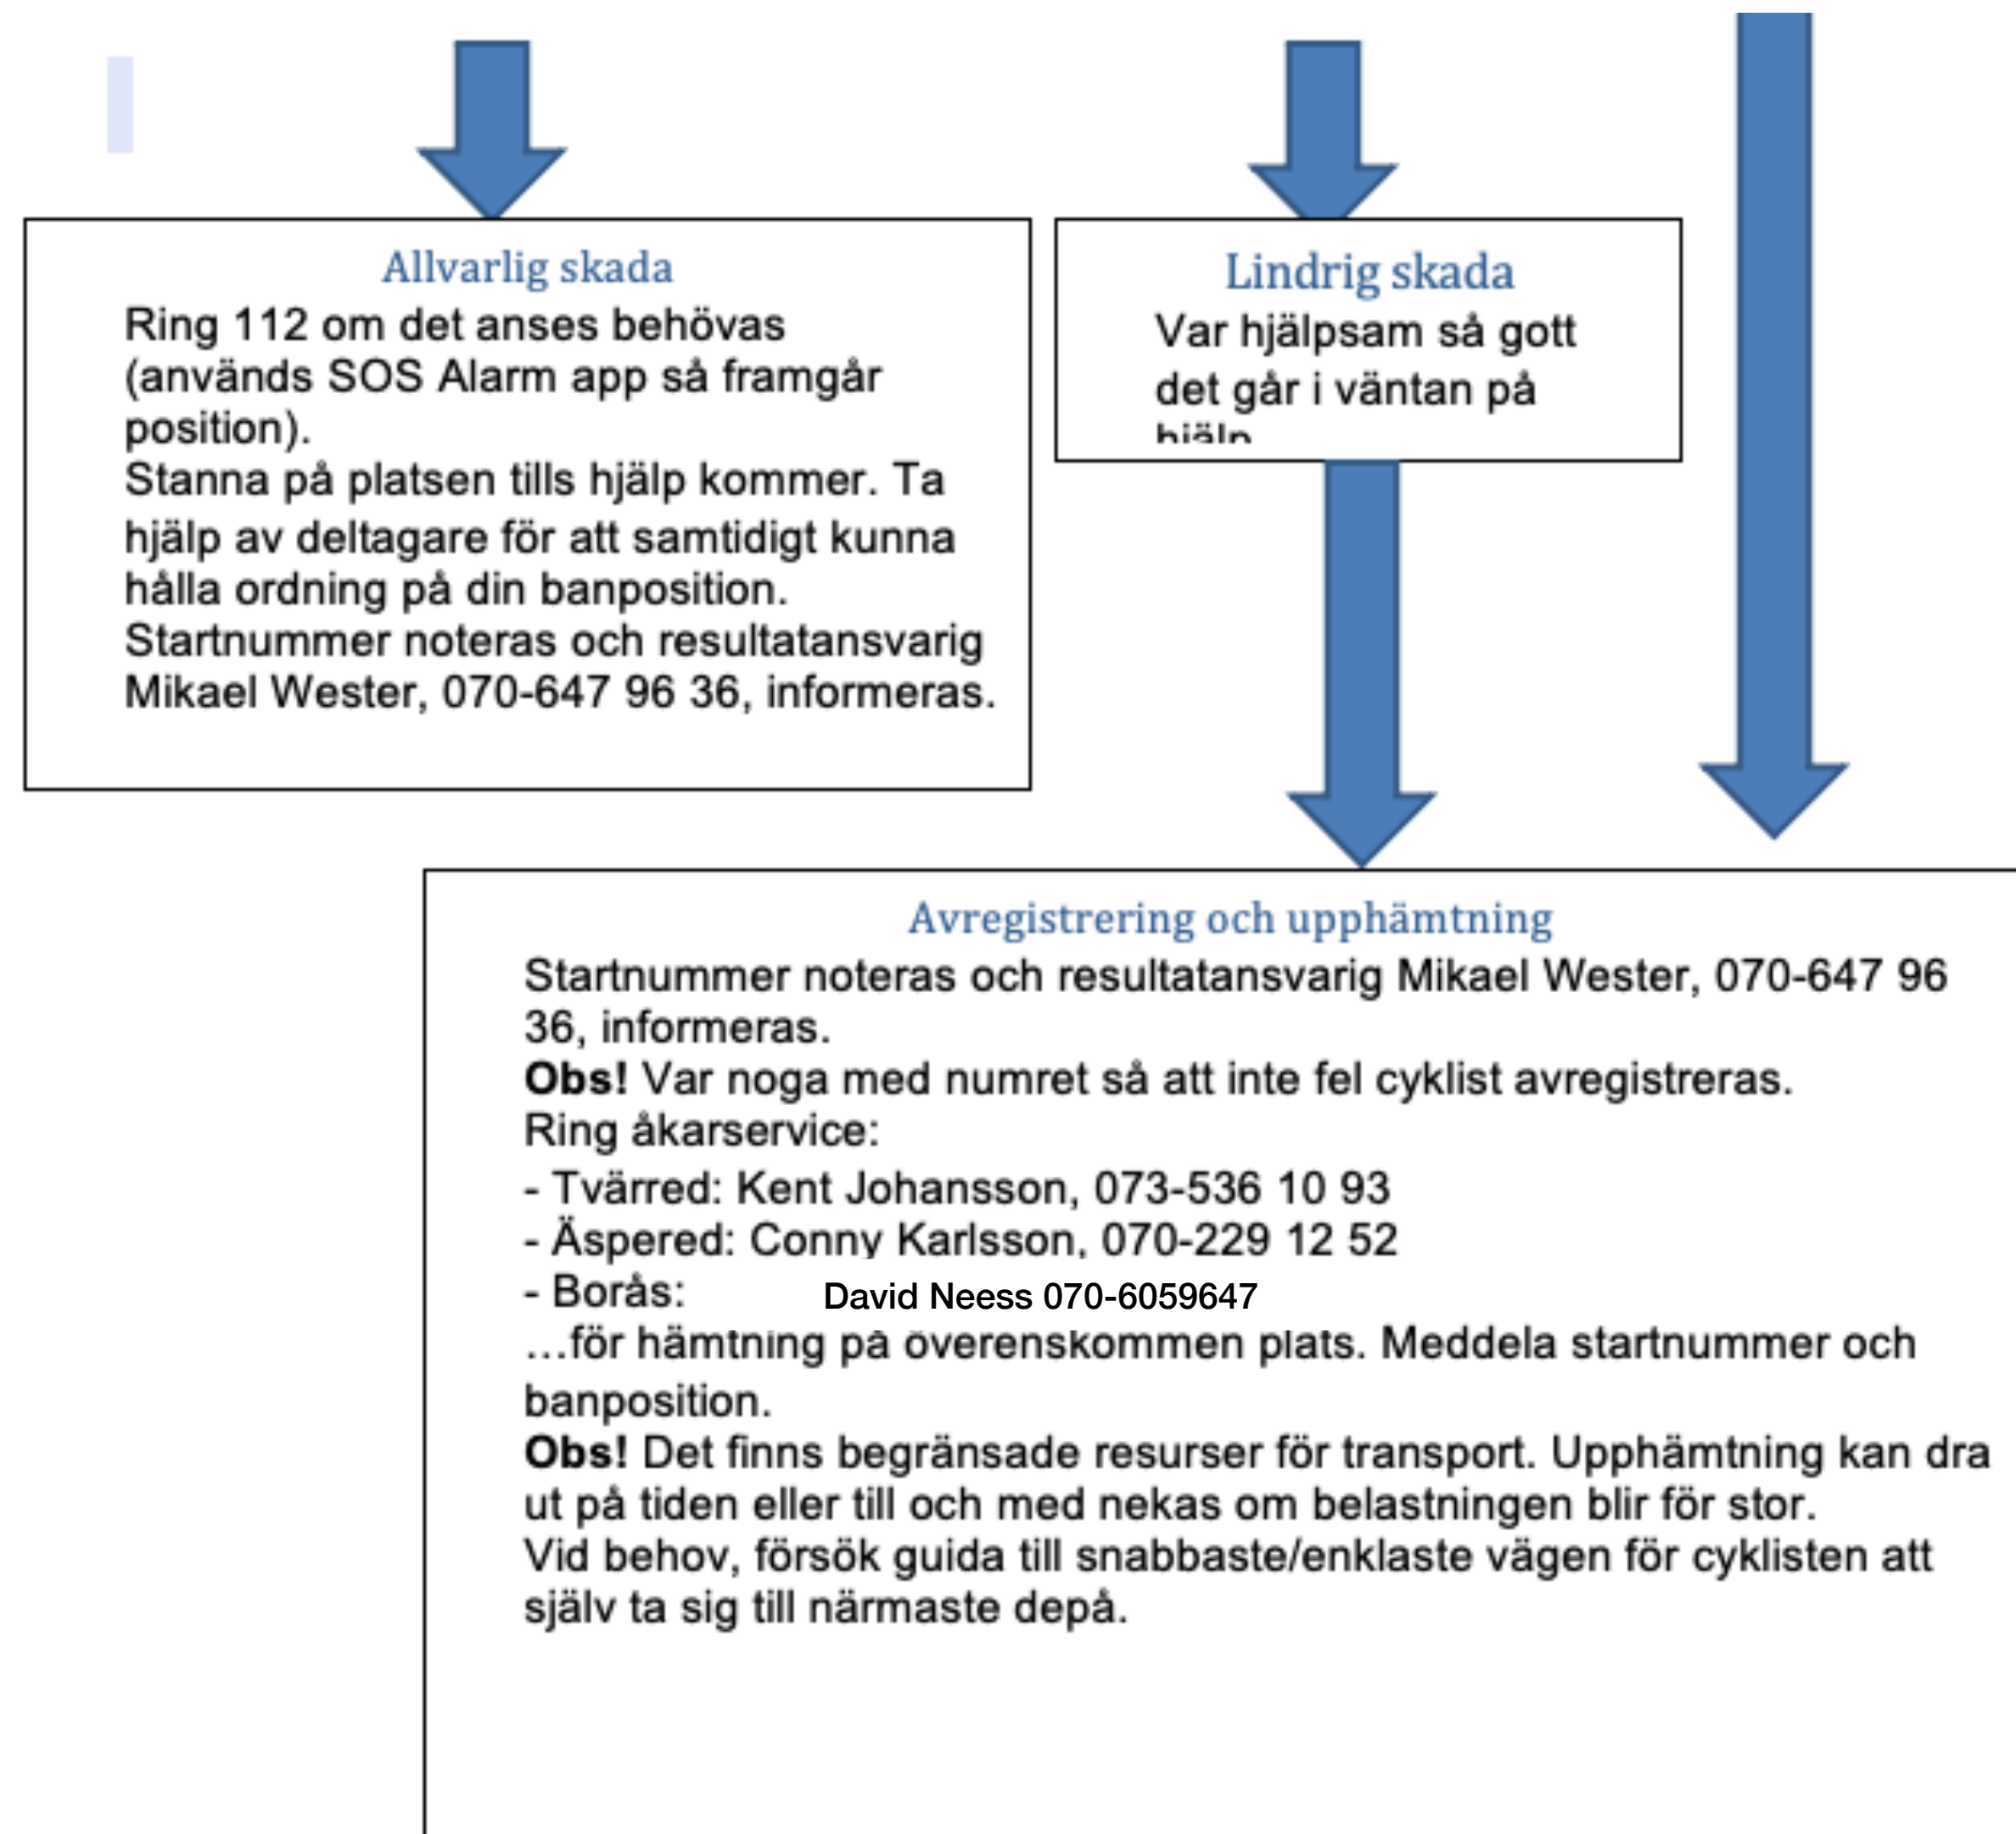 Allvarlig skada
Ring 112 om det anses behövas
(används SOS Alarm app så framgår
position).
Stanna på platsen tills hjälp kommer. Ta
hjälp av deltagare för att samtidigt kunna
hålla ordning på din banposition.
Startnummer noteras och resultatansvarig
Mikael Wester, 070-647 96 36, informeras.
Lindrig skada
Var hjälpsam så gott
det går i väntan på
hjälp
Avregistrering och upphämtning
Startnummer noteras och resultatansvarig Mikael Wester, 070-647 96
36, informeras.
Obs! Var noga med numret så att inte fel cyklist avregistreras.
Ring åkarservice:
- Tvärred: Kent Johansson, 073-536 10 93
- Äspered: Conny Karlsson, 070-229 12 52
- Borås: David Neess 070-6059647
…för hämtning på överenskommen plats. Meddela startnummer och
banposition.
Obs! Det finns begränsade resurser för transport. Upphämtning kan dra
ut på tiden eller till och med nekas om belastningen blir för stor.
Vid behov, försök guida till snabbaste/enklaste vägen för cyklisten att
själv ta sig till närmaste depå.